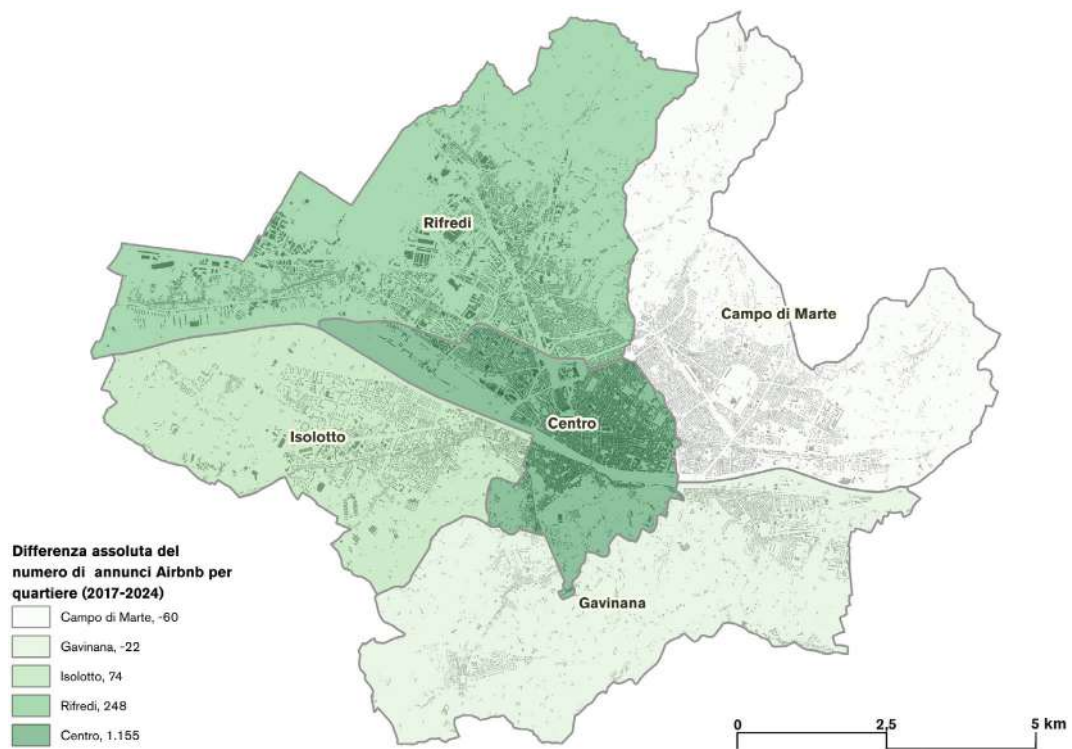 Rifredi
Campo di Marte
Isolotto
Centro
Gavinana
Differenza assoluta del
numero di annunci Airbnb per
quartiere (2017-2024)
Campo di Marte, -60
Gavinana, -22
Isolotto, 74
Rifredi, 248
Centro, 1.155
0 2,5 5 km